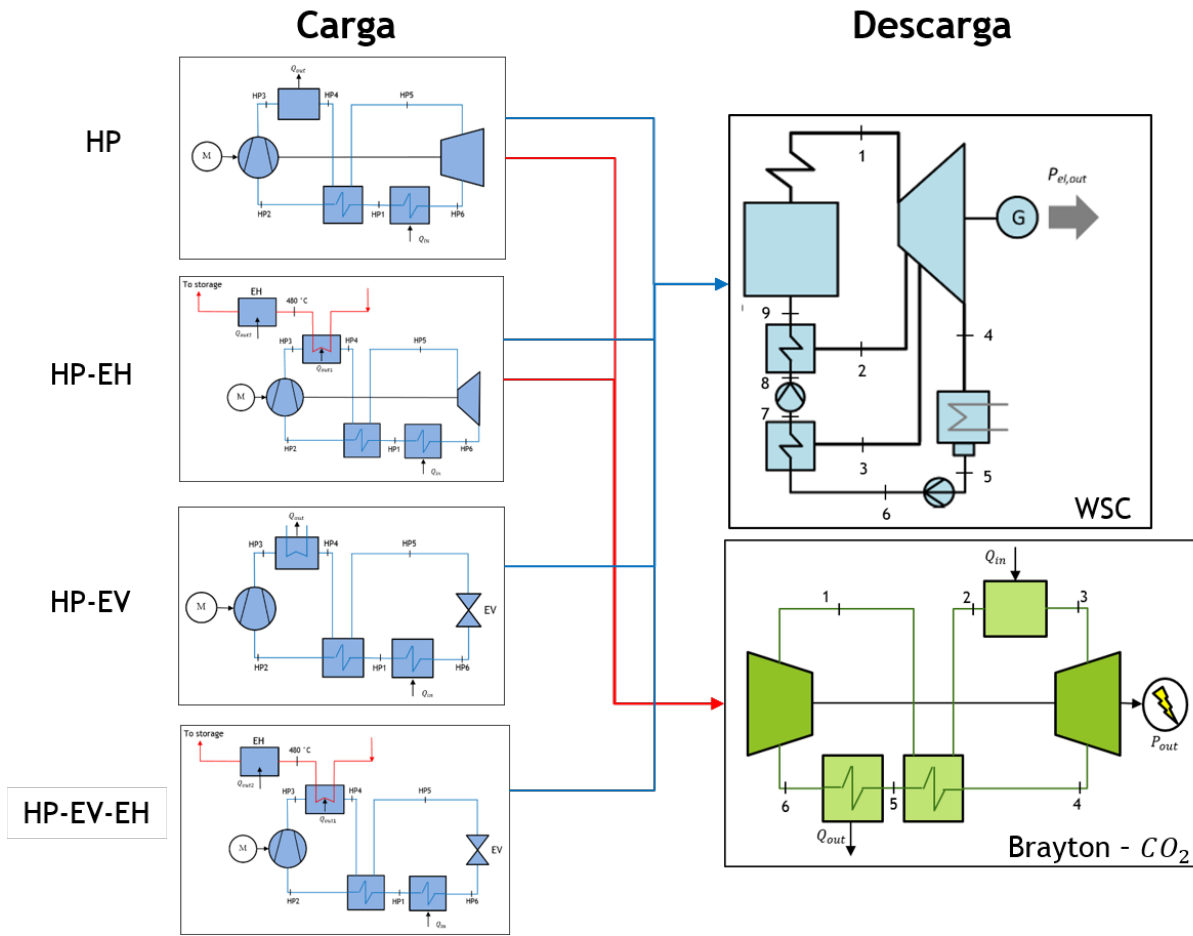 Carga
Descarga
HP
Q_out
HP3
HP4
HP5
M
HP2
HP1
HP6
Q_in
HP-EH
To storage
EH
480 °C
Q_out2
HP3
HP4
HP5
Q_out1
M
HP2
HP1
HP6
Q_in
HP-EV
Q_out
HP3
HP4
HP5
M
EV
HP2
HP1
HP6
Q_in
HP-EV-EH
To storage
EH
480 °C
Q_out2
HP3
HP4
HP5
Q_out1
M
EV
HP2
HP1
HP6
Q_in
1
P_el,out
G
9
4
2
8
7
3
5
6
WSC
Q_in
1
2
3
P_out
6
5
4
Q_out
Brayton - CO₂